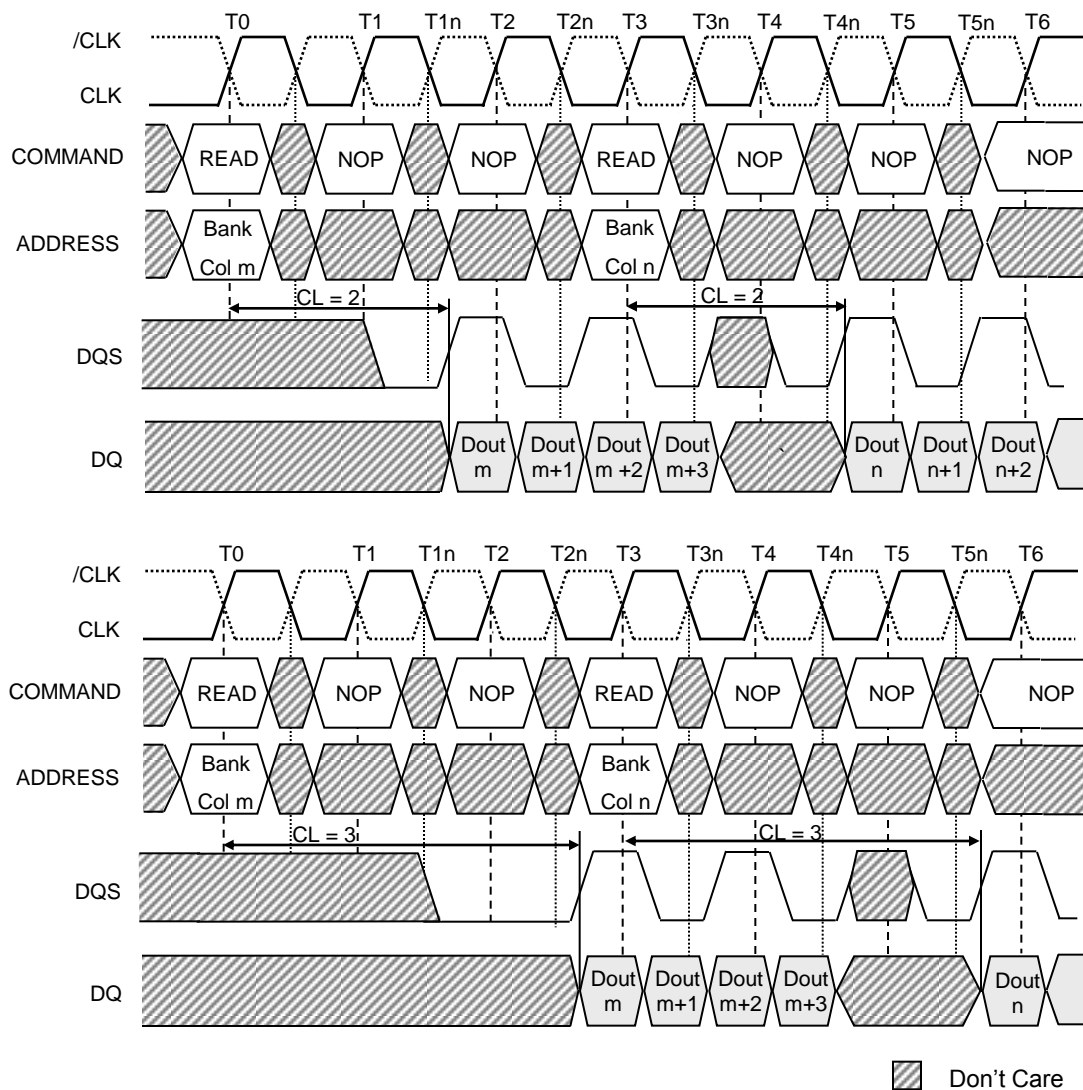 T0 T1 T1n T2 T2n T3 T3n T4 T4n T5 T5n T6
/CLK
CLK
COMMAND READ NOP NOP READ NOP NOP NOP
ADDRESS Bank Bank
Col m Col n
CL = 2 CL = 2
DQS
DQ Dout Dout Dout Dout Dout Dout Dout
m m+1 m +2 m+3 n n+1 n+2
T0 T1 T1n T2 T2n T3 T3n T4 T4n T5 T5n T6
/CLK
CLK
COMMAND READ NOP NOP READ NOP NOP NOP
ADDRESS Bank Bank
Col m Col n
CL = 3 CL = 3
DQS
DQ Dout Dout Dout Dout Dout
m m+1 m+2 m+3 n
Don't Care